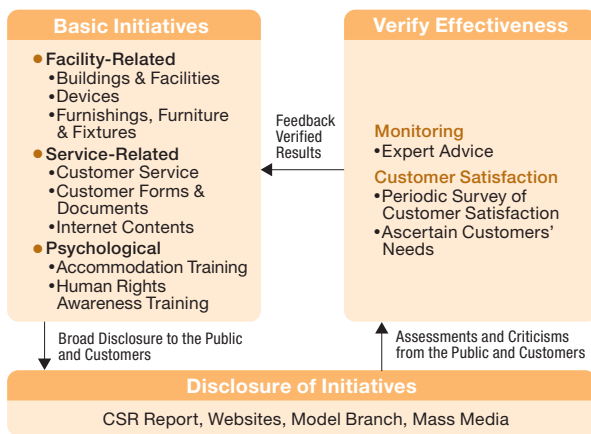 Basic Initiatives
● Facility-Related
•Buildings & Facilities
•Devices
•Furnishings, Furniture
& Fixtures
● Service-Related
•Customer Service
•Customer Forms &
Documents
•Internet Contents
● Psychological
•Accommodation Training
•Human Rights
Awareness Training
Feedback
Verified
Results
Verify Effectiveness
Monitoring
•Expert Advice
Customer Satisfaction
•Periodic Survey of
Customer Satisfaction
•Ascertain Customers'
Needs
Broad Disclosure to the Public
and Customers
Assessments and Criticisms
from the Public and Customers
Disclosure of Initiatives
CSR Report, Websites, Model Branch, Mass Media